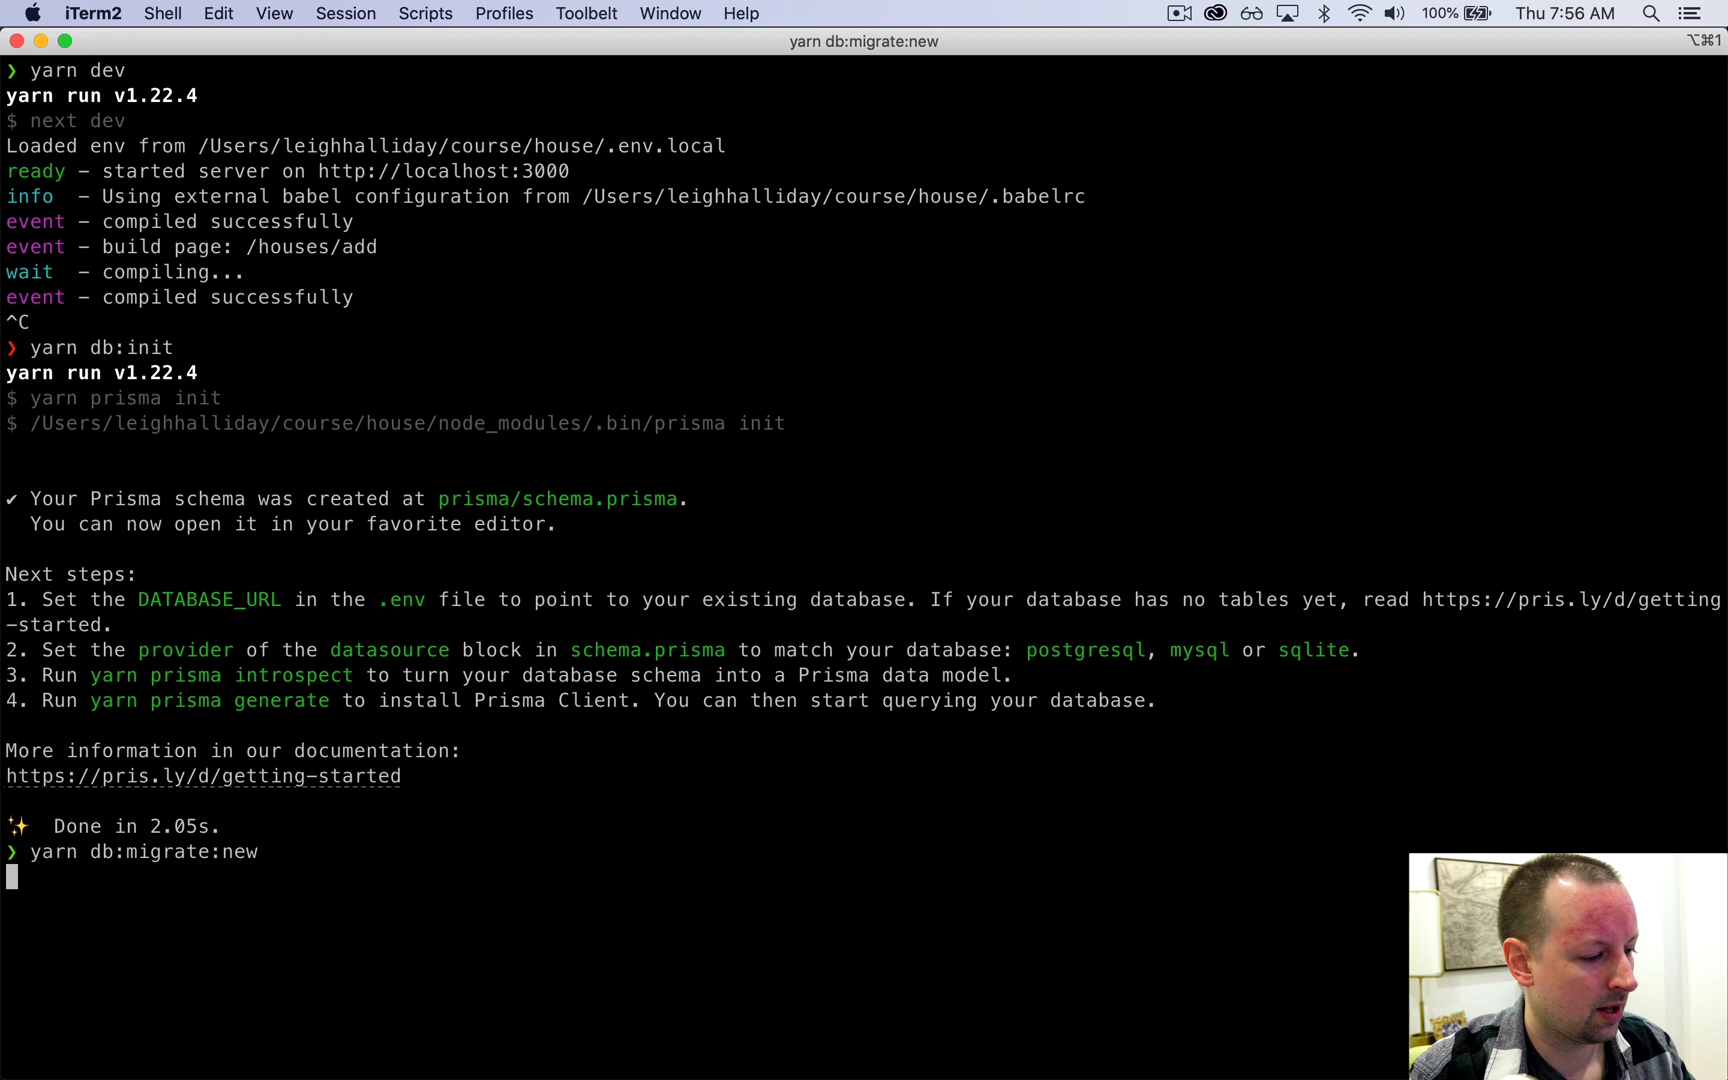 iTerm2 Shell Edit View Session Scripts Profiles Toolbelt Window Help 100% Thu 7:56 AM
yarn db:migrate:new ⌥⌘1
❯ yarn dev
yarn run v1.22.4
$ next dev
Loaded env from /Users/leighhalliday/course/house/.env.local
ready – started server on http://localhost:3000
info – Using external babel configuration from /Users/leighhalliday/course/house/.babelrc
event – compiled successfully
event – build page: /houses/add
wait – compiling...
event – compiled successfully
^C
❯ yarn db:init
yarn run v1.22.4
$ yarn prisma init
$ /Users/leighhalliday/course/house/node_modules/.bin/prisma init
✔ Your Prisma schema was created at prisma/schema.prisma.
You can now open it in your favorite editor.
Next steps:
1. Set the DATABASE_URL in the .env file to point to your existing database. If your database has no tables yet, read https://pris.ly/d/getting
-started.
2. Set the provider of the datasource block in schema.prisma to match your database: postgresql, mysql or sqlite.
3. Run yarn prisma introspect to turn your database schema into a Prisma data model.
4. Run yarn prisma generate to install Prisma Client. You can then start querying your database.
More information in our documentation:
https://pris.ly/d/getting-started
✨ Done in 2.05s.
❯ yarn db:migrate:new